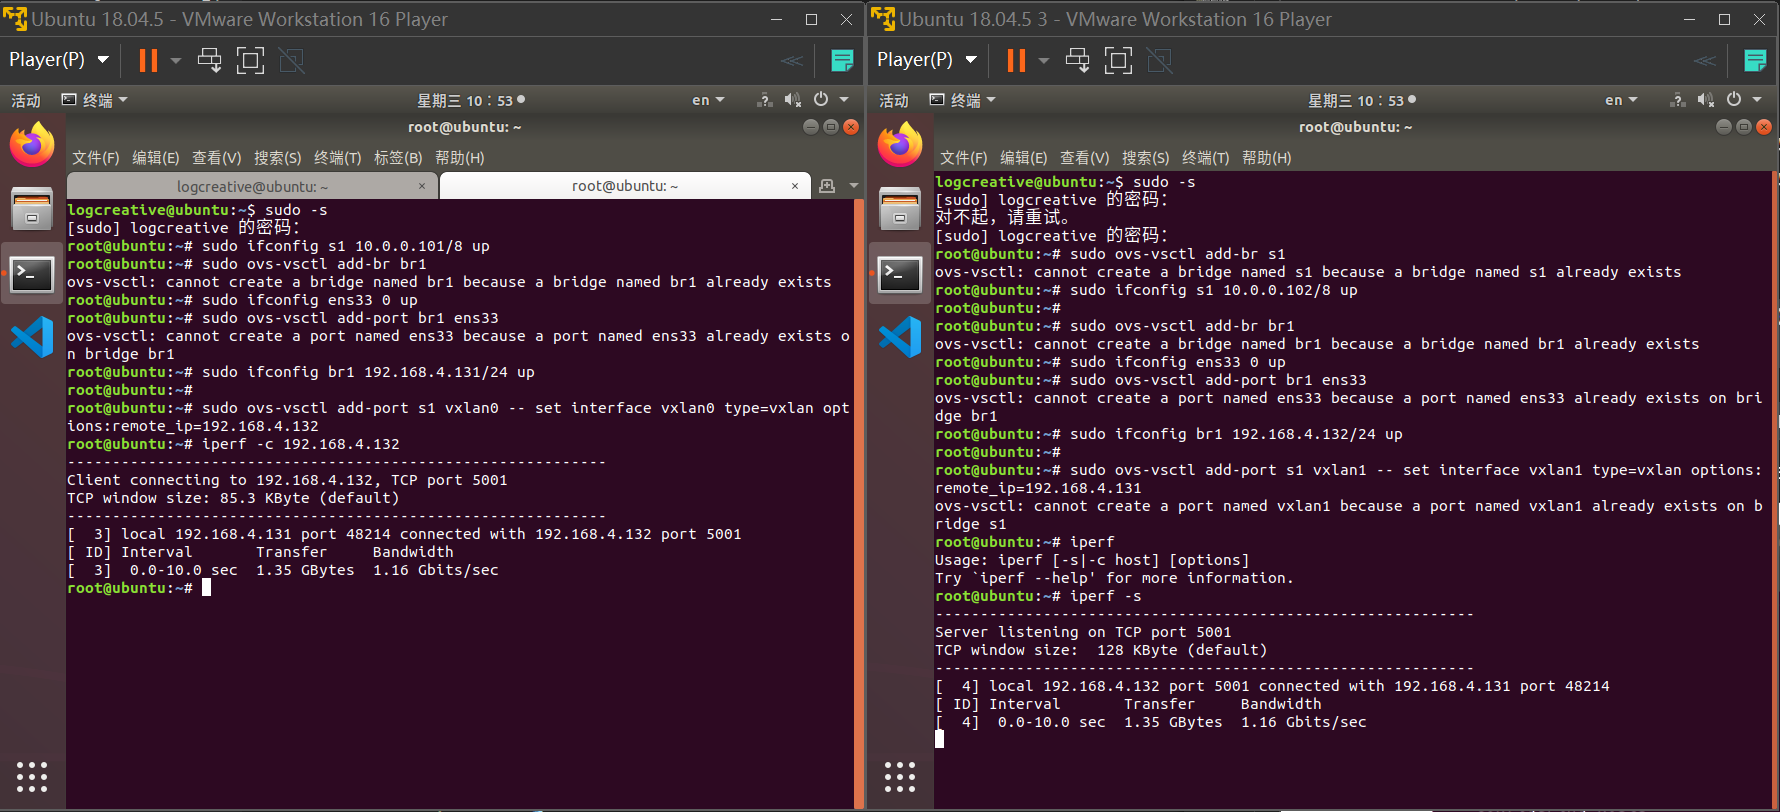 Ubuntu 18.04.5 - VMware Workstation 16 Player
Player(P)
活动
终端
星期三 10：53
en
root@ubuntu: ~
文件(F) 编辑(E) 查看(V) 搜索(S) 终端(T) 标签(B) 帮助(H)
logcreative@ubuntu: ~
root@ubuntu: ~
logcreative@ubuntu:~$ sudo -s
[sudo] logcreative 的密码：
root@ubuntu:~# sudo ifconfig s1 10.0.0.101/8 up
root@ubuntu:~# sudo ovs-vsctl add-br br1
ovs-vsctl: cannot create a bridge named br1 because a bridge named br1 already exists
root@ubuntu:~# sudo ifconfig ens33 0 up
root@ubuntu:~# sudo ovs-vsctl add-port br1 ens33
ovs-vsctl: cannot create a port named ens33 because a port named ens33 already exists o
n bridge br1
root@ubuntu:~# sudo ifconfig br1 192.168.4.131/24 up
root@ubuntu:~#
root@ubuntu:~# sudo ovs-vsctl add-port s1 vxlan0 -- set interface vxlan0 type=vxlan opt
ions:remote_ip=192.168.4.132
root@ubuntu:~# iperf -c 192.168.4.132
------------------------------------------------------------
Client connecting to 192.168.4.132, TCP port 5001
TCP window size: 85.3 KByte (default)
------------------------------------------------------------
[  3] local 192.168.4.131 port 48214 connected with 192.168.4.132 port 5001
[ ID] Interval       Transfer     Bandwidth
[  3]  0.0-10.0 sec  1.35 GBytes  1.16 Gbits/sec
root@ubuntu:~#
Ubuntu 18.04.5 3 - VMware Workstation 16 Player
Player(P)
活动
终端
星期三 10：53
en
root@ubuntu: ~
文件(F) 编辑(E) 查看(V) 搜索(S) 终端(T) 帮助(H)
logcreative@ubuntu:~$ sudo -s
[sudo] logcreative 的密码：
对不起，请重试。
[sudo] logcreative 的密码：
root@ubuntu:~# sudo ovs-vsctl add-br s1
ovs-vsctl: cannot create a bridge named s1 because a bridge named s1 already exists
root@ubuntu:~# sudo ifconfig s1 10.0.0.102/8 up
root@ubuntu:~#
root@ubuntu:~# sudo ovs-vsctl add-br br1
ovs-vsctl: cannot create a bridge named br1 because a bridge named br1 already exists
root@ubuntu:~# sudo ifconfig ens33 0 up
root@ubuntu:~# sudo ovs-vsctl add-port br1 ens33
ovs-vsctl: cannot create a port named ens33 because a port named ens33 already exists on bri
dge br1
root@ubuntu:~# sudo ifconfig br1 192.168.4.132/24 up
root@ubuntu:~#
root@ubuntu:~# sudo ovs-vsctl add-port s1 vxlan1 -- set interface vxlan1 type=vxlan options:
remote_ip=192.168.4.131
ovs-vsctl: cannot create a port named vxlan1 because a port named vxlan1 already exists on b
ridge s1
root@ubuntu:~# iperf
Usage: iperf [-s|-c host] [options]
Try `iperf --help' for more information.
root@ubuntu:~# iperf -s
------------------------------------------------------------
Server listening on TCP port 5001
TCP window size:  128 KByte (default)
------------------------------------------------------------
[  4] local 192.168.4.132 port 5001 connected with 192.168.4.131 port 48214
[ ID] Interval       Transfer     Bandwidth
[  4]  0.0-10.0 sec  1.35 GBytes  1.16 Gbits/sec